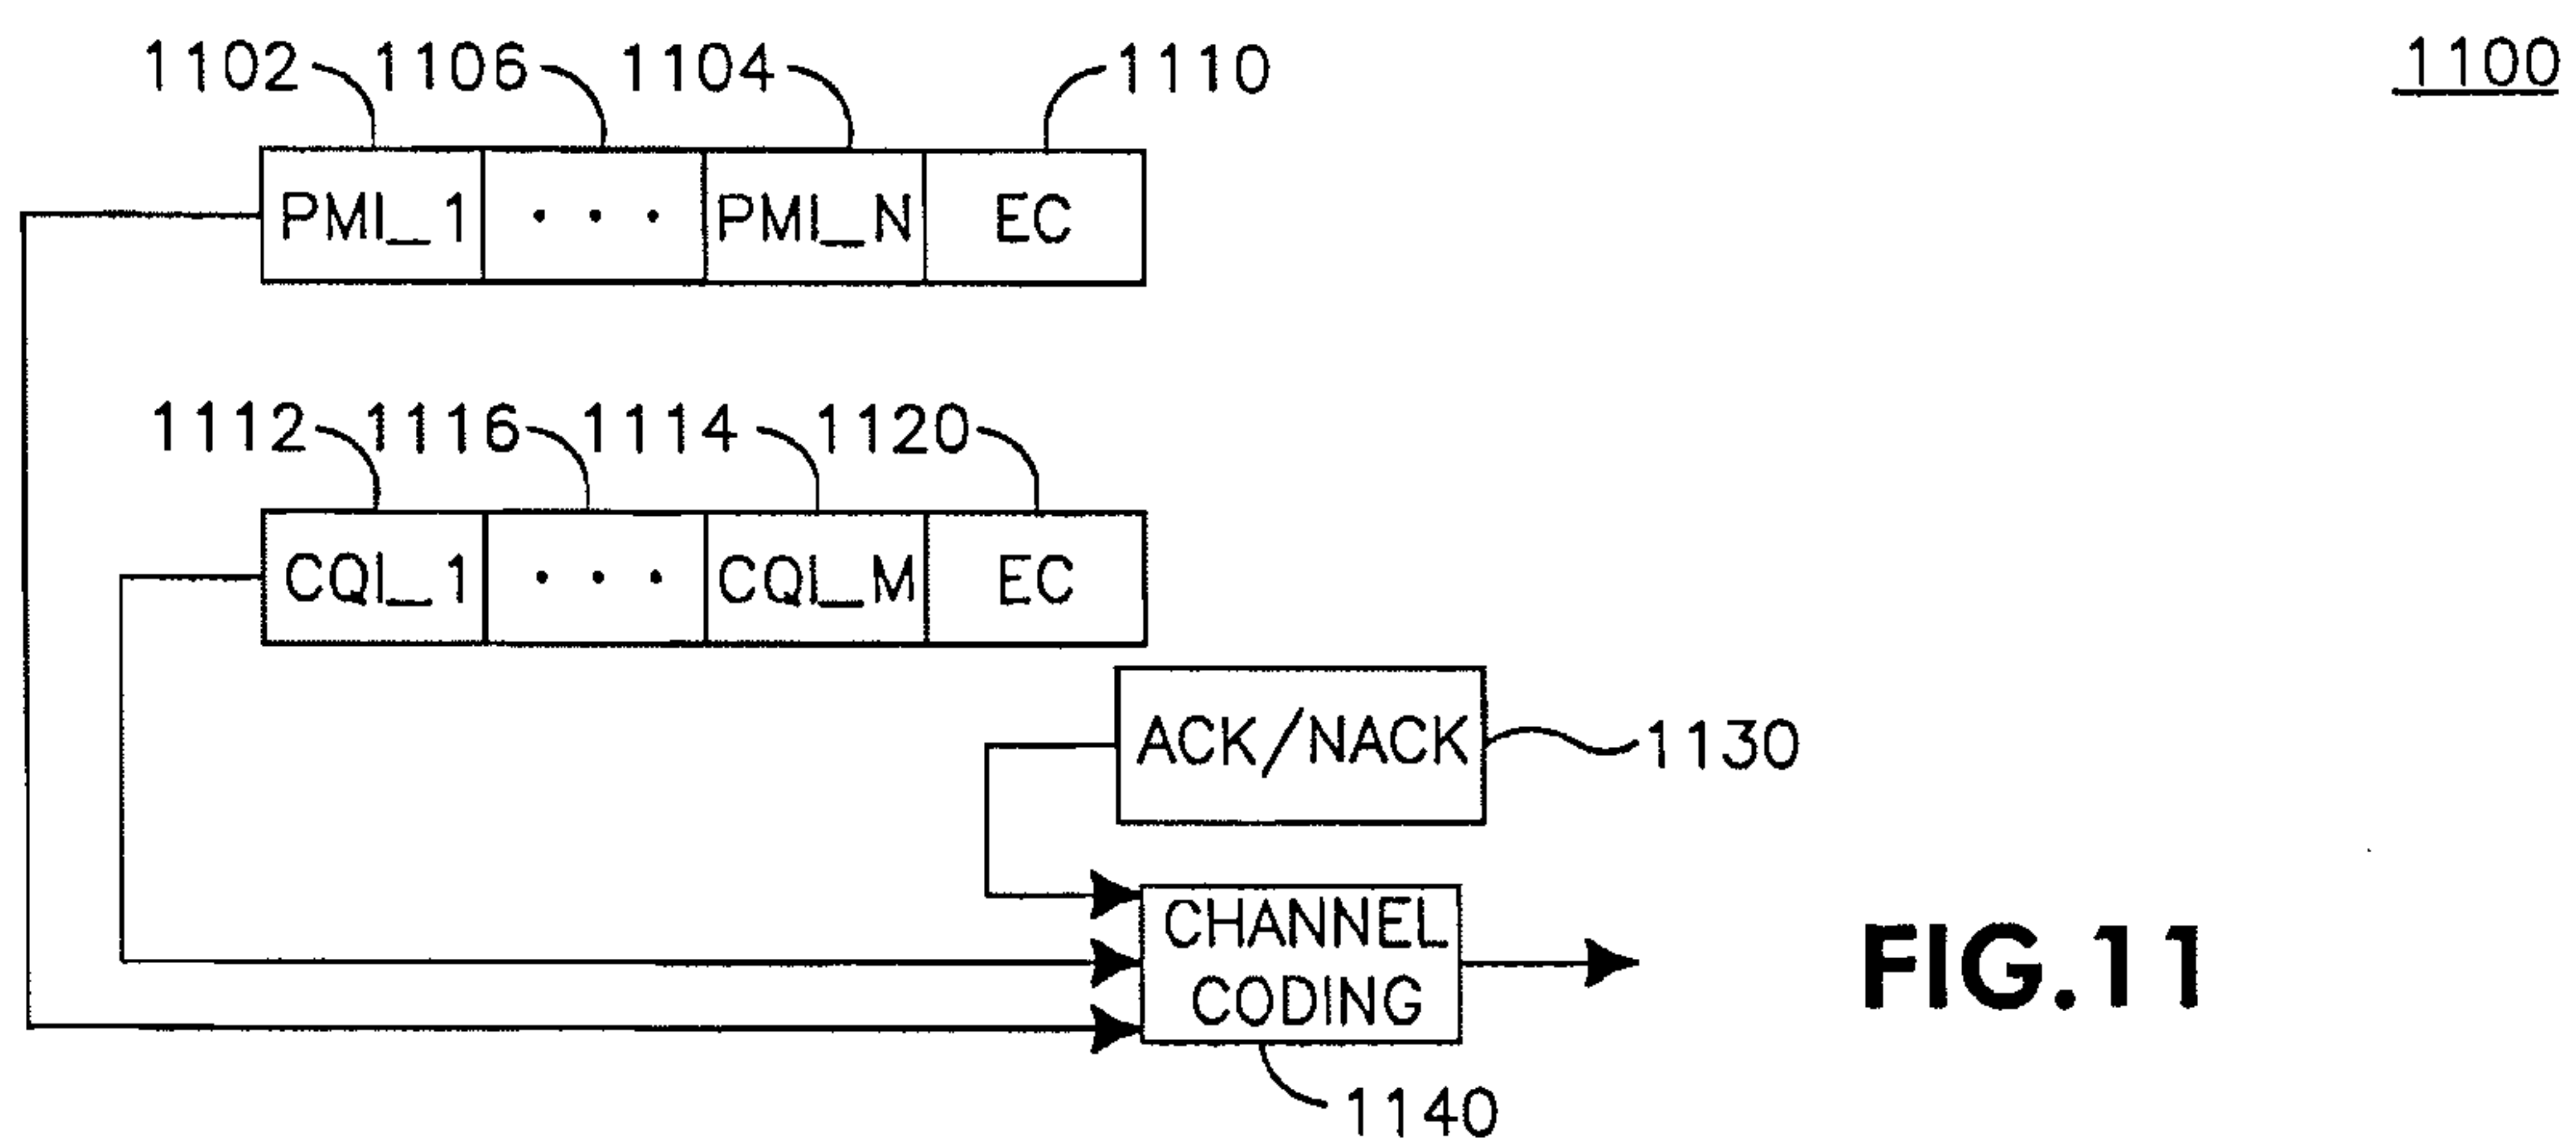 1102 1106 1104 1110 1100
PMI_1 . . . PMI_N EC
1112 1116 1114 1120
CQI_1 . . . CQI_M EC
ACK/NACK 1130
CHANNEL
CODING
1140
FIG.11